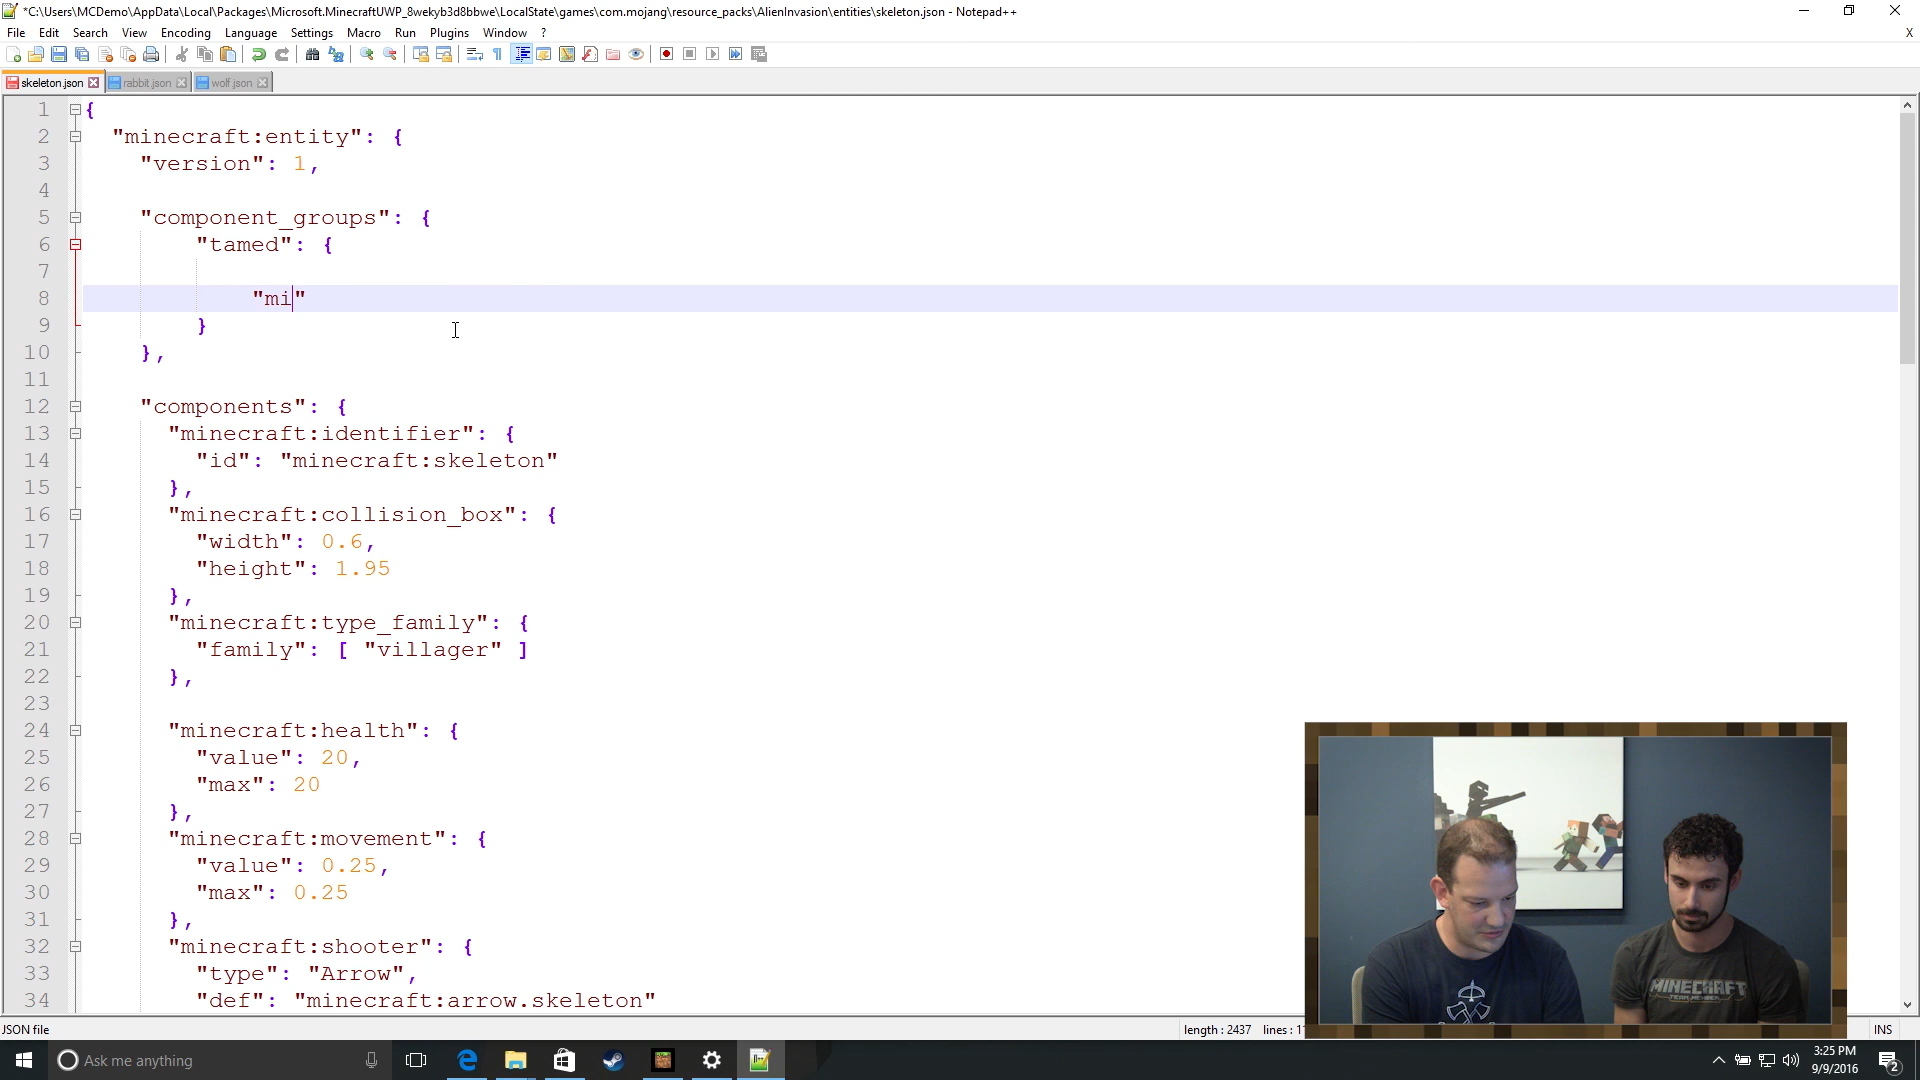 *C:\Users\MCDemo\AppData\Local\Packages\Microsoft.MinecraftUWP_8wekyb3d8bbwe\LocalState\games\com.mojang\resource_packs\AlienInvasion\entities\skeleton.json - Notepad++
File Edit Search View Encoding Language Settings Macro Run Plugins Window ? X
skeleton.json rabbit.json wolf.json
1 {
2 "minecraft:entity": {
3 "version": 1,
4
5 "component_groups": {
6 "tamed": {
7
8 "mi"
9 }
10 },
11
12 "components": {
13 "minecraft:identifier": {
14 "id": "minecraft:skeleton"
15 },
16 "minecraft:collision_box": {
17 "width": 0.6,
18 "height": 1.95
19 },
20 "minecraft:type_family": {
21 "family": [ "villager" ]
22 },
23
24 "minecraft:health": {
25 "value": 20,
26 "max": 20
27 },
28 "minecraft:movement": {
29 "value": 0.25,
30 "max": 0.25
31 },
32 "minecraft:shooter": {
33 "type": "Arrow",
34 "def": "minecraft:arrow.skeleton"
MINECRAFT
TEAM MEMBER
JSON file length : 2437 lines : 1 INS
Ask me anything 3:25 PM
9/9/2016 2